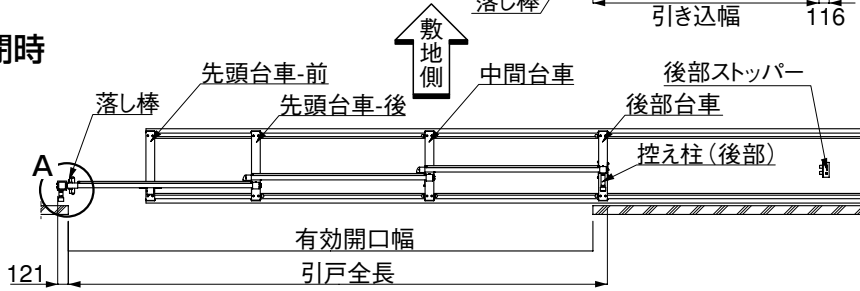 落し棒
引き込幅
116
閉時
敷地側
先頭台車-前
中間台車
後部ストッパー
落し棒
先頭台車-後
後部台車
A
控え柱(後部)
有効開口幅
121
引戸全長